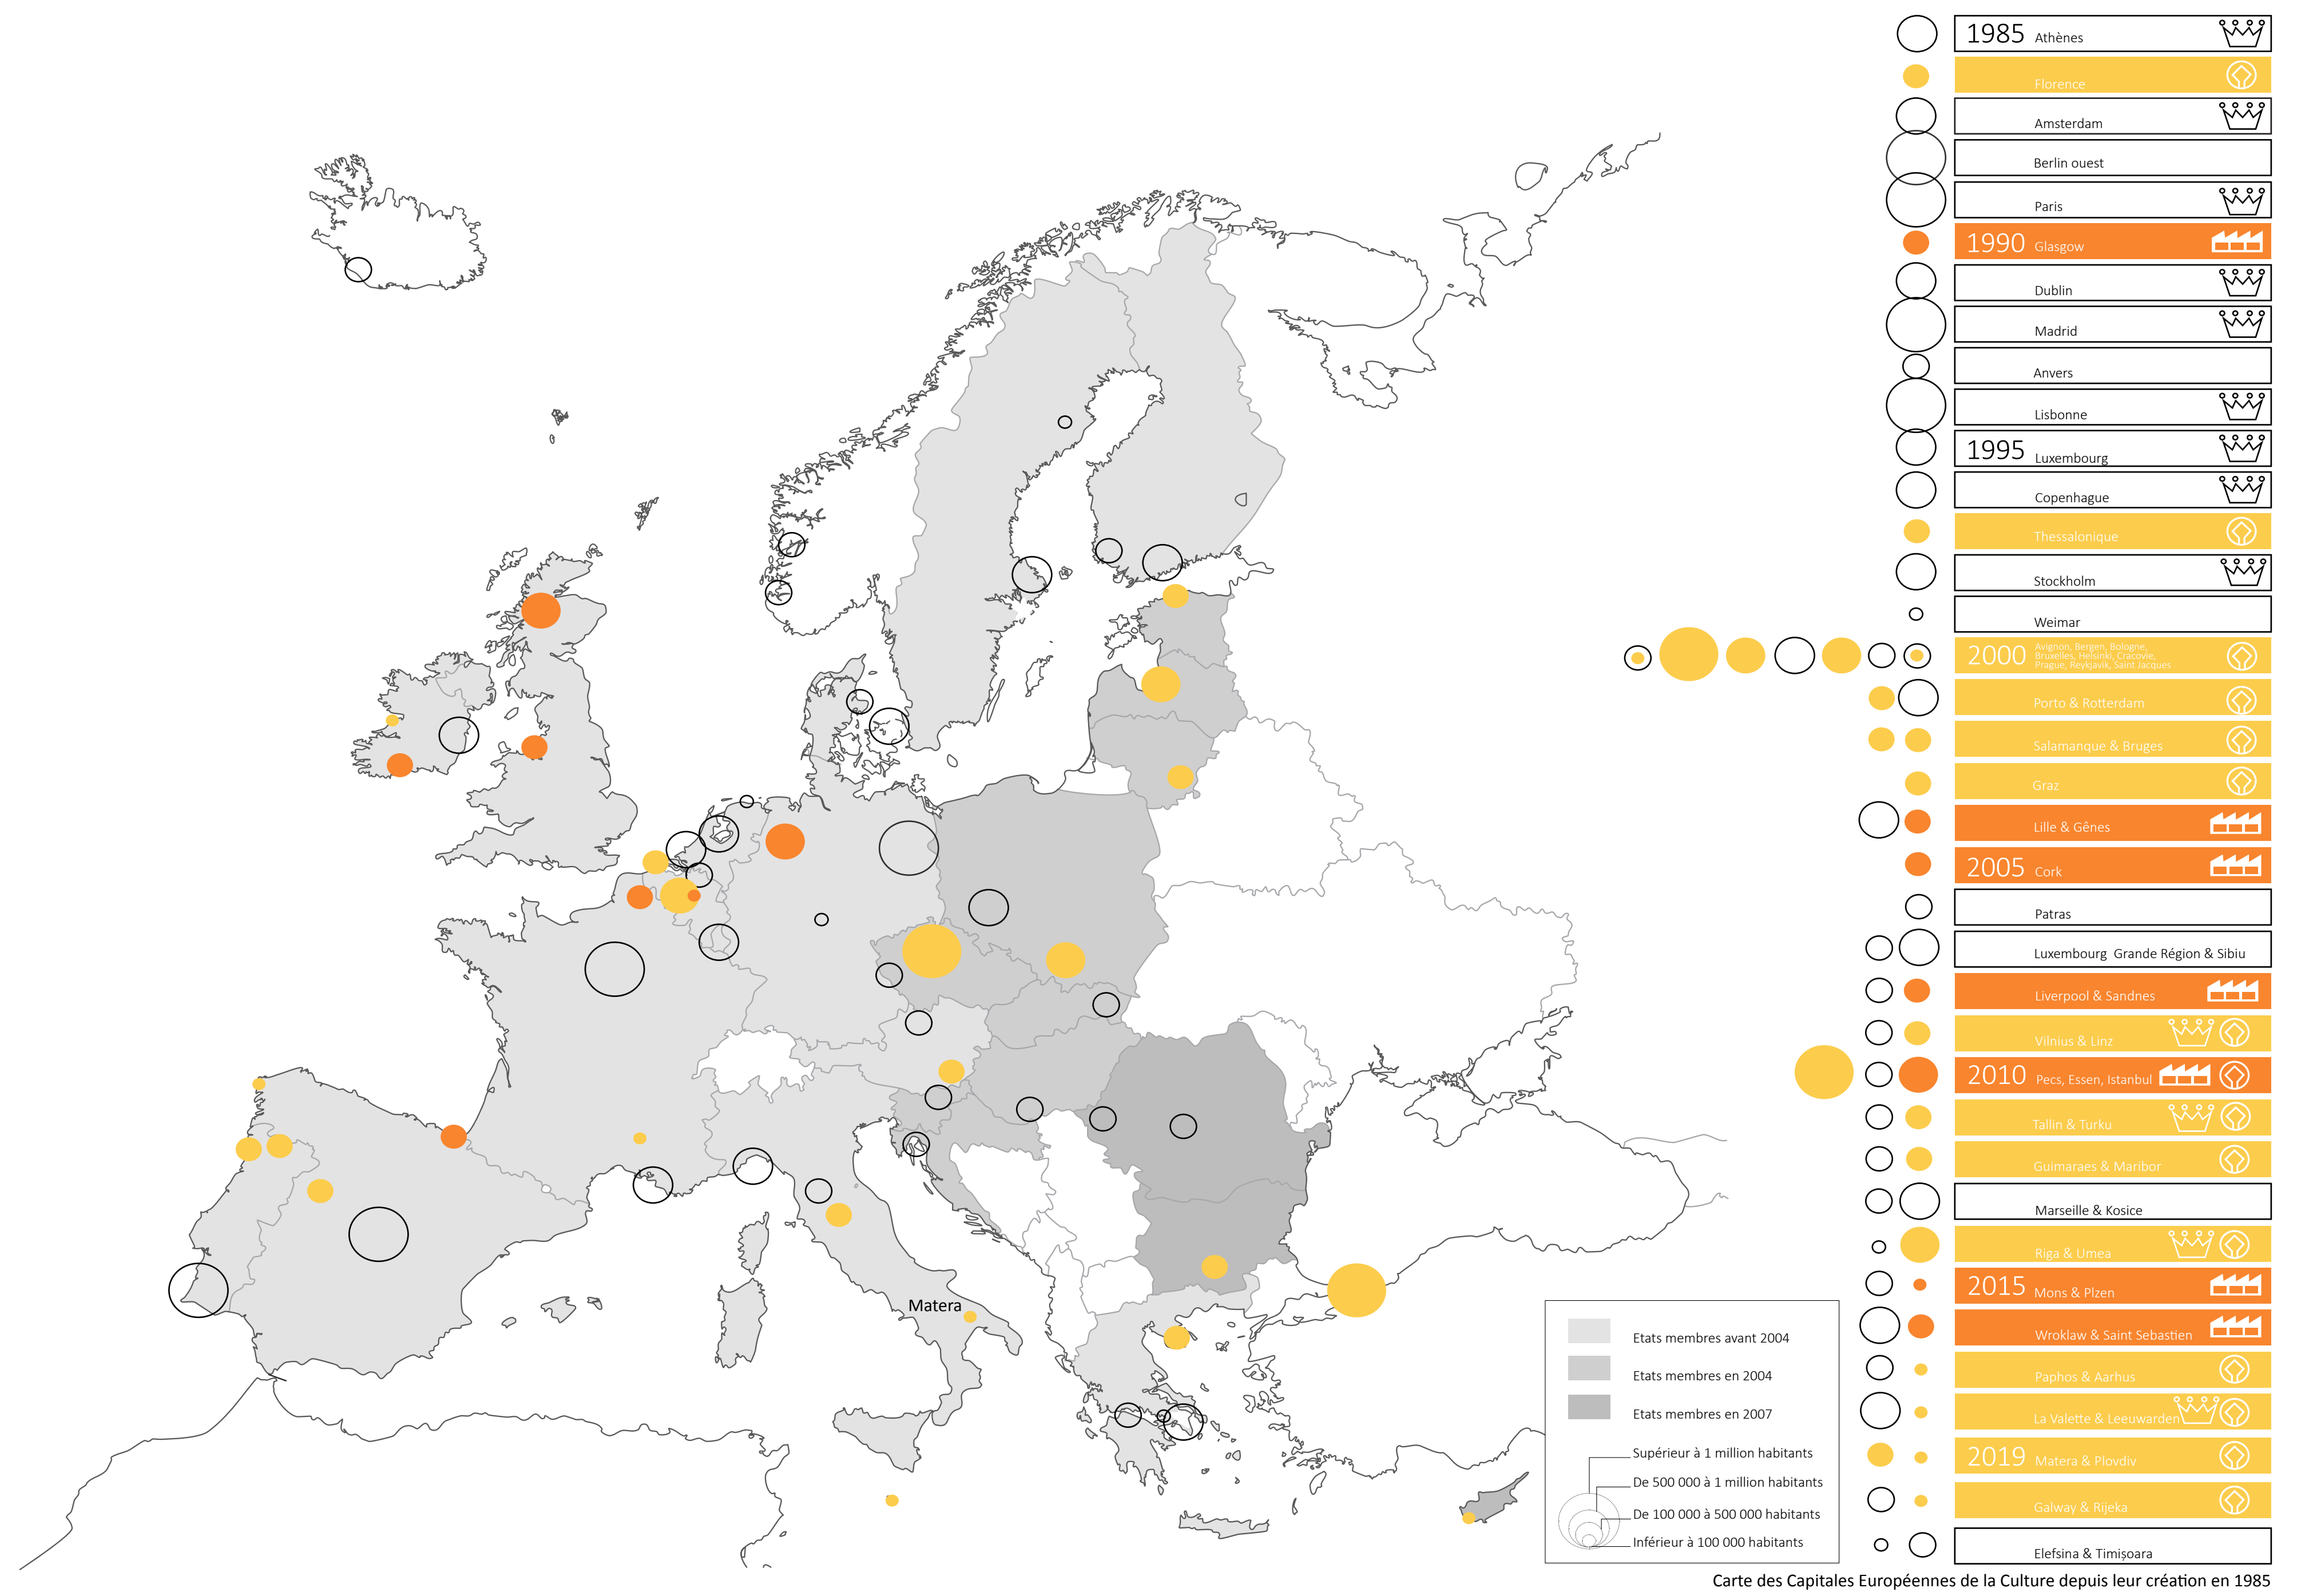 1985 Athènes
Florence
Amsterdam
Berlin ouest
Paris
1990 Glasgow
Dublin
Madrid
Anvers
Lisbonne
1995 Luxembourg
Copenhague
Thessalonique
Stockholm
Weimar
2000 Avignon, Bergen, Bologne,
Bruxelles, Helsinki, Cracovie,
Prague, Reykjavik, Saint Jacques
Porto & Rotterdam
Salamanque & Bruges
Graz
Lille & Gênes
2005 Cork
Patras
Luxembourg Grande Région & Sibiu
Liverpool & Sandnes
Vilnius & Linz
2010 Pecs, Essen, Istanbul
Tallin & Turku
Guimaraes & Maribor
Marseille & Kosice
Riga & Umea
2015 Mons & Plzen
Wroklaw & Saint Sebastien
Paphos & Aarhus
La Valette & Leeuwarden
2019 Matera & Plovdiv
Galway & Rijeka
Elefsina & Timișoara
Matera
Etats membres avant 2004
Etats membres en 2004
Etats membres en 2007
Supérieur à 1 million habitants
De 500 000 à 1 million habitants
De 100 000 à 500 000 habitants
Inférieur à 100 000 habitants
Carte des Capitales Européennes de la Culture depuis leur création en 1985